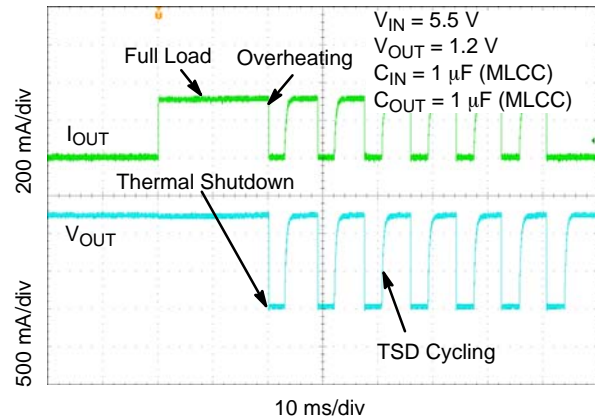 V_IN = 5.5 V
V_OUT = 1.2 V
C_IN = 1 μF (MLCC)
C_OUT = 1 μF (MLCC)
Full Load
Overheating
I_OUT
200 mA/div
Thermal Shutdown
V_OUT
500 mA/div
TSD Cycling
10 ms/div